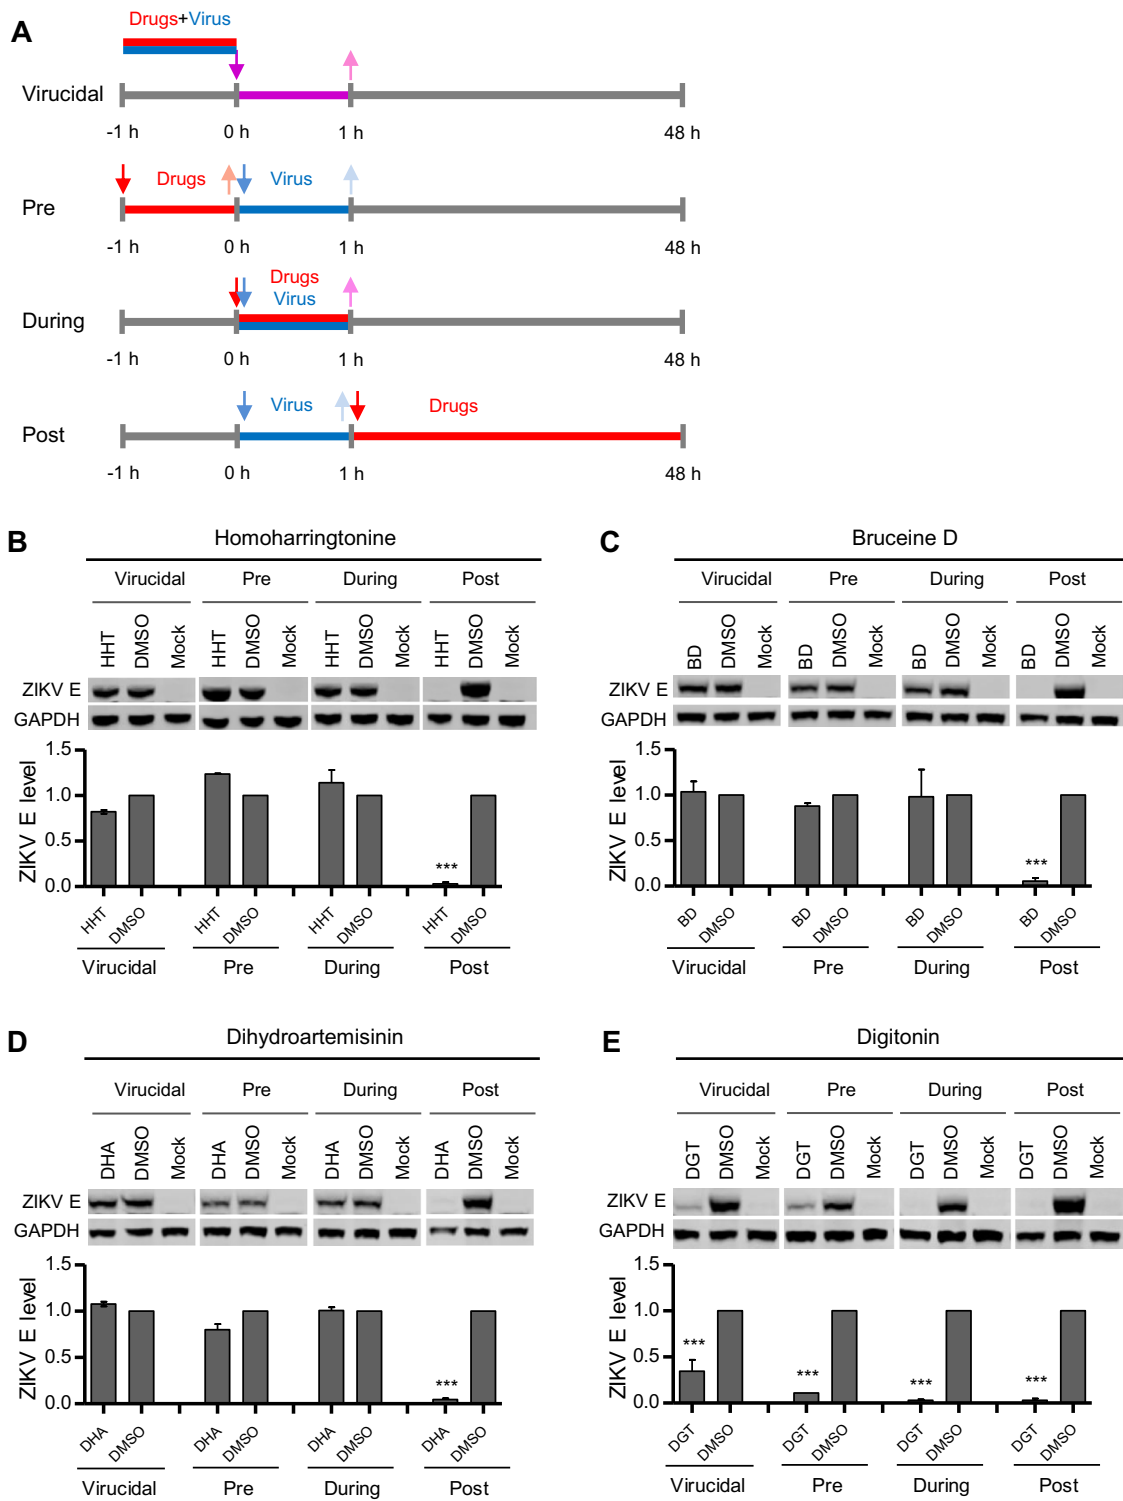 A
Drugs+Virus
Virucidal
-1 h 0 h 1 h 48 h
Drugs Virus
Pre
-1 h 0 h 1 h 48 h
Drugs
Virus
During
-1 h 0 h 1 h 48 h
Virus Drugs
Post
-1 h 0 h 1 h 48 h
B
Homoharringtonine
Virucidal Pre During Post
HHT DMSO Mock HHT DMSO Mock HHT DMSO Mock HHT DMSO Mock
ZIKV E
GAPDH
ZIKV E level
1.5
1.0
0.5
0.0
***
HHT DMSO HHT DMSO HHT DMSO HHT DMSO
Virucidal Pre During Post
C
Bruceine D
Virucidal Pre During Post
BD DMSO Mock BD DMSO Mock BD DMSO Mock BD DMSO Mock
ZIKV E
GAPDH
ZIKV E level
1.5
1.0
0.5
0.0
***
BD DMSO BD DMSO BD DMSO BD DMSO
Virucidal Pre During Post
D
Dihydroartemisinin
Virucidal Pre During Post
DHA DMSO Mock DHA DMSO Mock DHA DMSO Mock DHA DMSO Mock
ZIKV E
GAPDH
ZIKV E level
1.5
1.0
0.5
0.0
***
DHA DMSO DHA DMSO DHA DMSO DHA DMSO
Virucidal Pre During Post
E
Digitonin
Virucidal Pre During Post
DGT DMSO Mock DGT DMSO Mock DGT DMSO Mock DGT DMSO Mock
ZIKV E
GAPDH
ZIKV E level
1.5
1.0
0.5
0.0
*** *** *** ***
DGT DMSO DGT DMSO DGT DMSO DGT DMSO
Virucidal Pre During Post